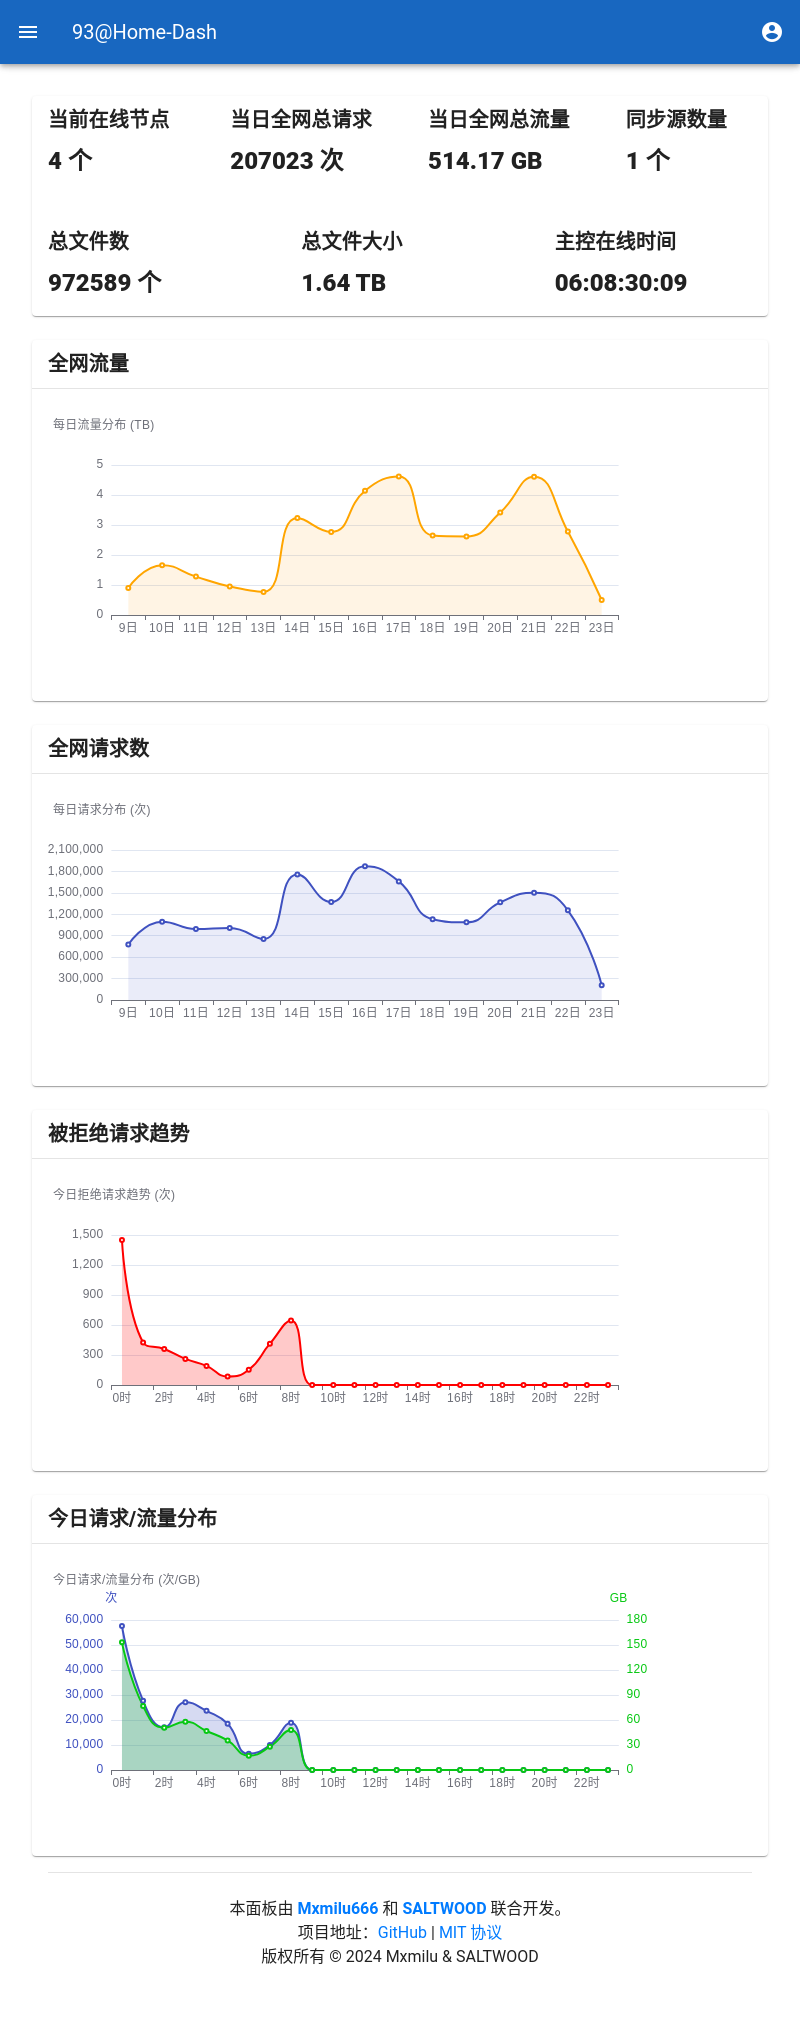 93@Home-Dash
当前在线节点 当日全网总请求 当日全网总流量 同步源数量
4 个 207023 次 514.17 GB 1 个
总文件数 总文件大小 主控在线时间
972589 个 1.64 TB 06:08:30:09
全网流量
每日流量分布 (TB)
5
4
3
2
1
0
9日 10日 11日 12日 13日 14日 15日 16日 17日 18日 19日 20日 21日 22日 23日
全网请求数
每日请求分布 (次)
2,100,000
1,800,000
1,500,000
1,200,000
900,000
600,000
300,000
0
9日 10日 11日 12日 13日 14日 15日 16日 17日 18日 19日 20日 21日 22日 23日
被拒绝请求趋势
今日拒绝请求趋势 (次)
1,500
1,200
900
600
300
0
0时 2时 4时 6时 8时 10时 12时 14时 16时 18时 20时 22时
今日请求/流量分布
今日请求/流量分布 (次/GB)
次 GB
60,000 180
50,000 150
40,000 120
30,000 90
20,000 60
10,000 30
0 0
0时 2时 4时 6时 8时 10时 12时 14时 16时 18时 20时 22时
本面板由 Mxmilu666 和 SALTWOOD 联合开发。
项目地址：GitHub | MIT 协议
版权所有 © 2024 Mxmilu & SALTWOOD